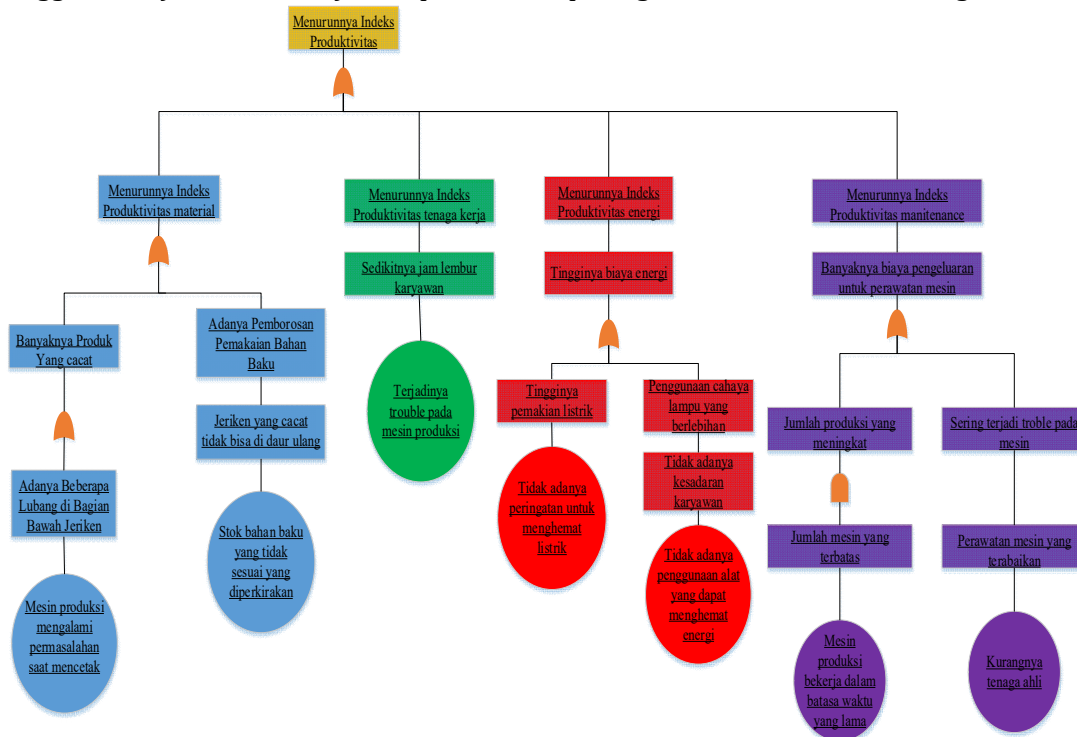 Menurunnya Indeks
Produktivitas
Menurunnya Indeks
Produktivitas material
Menurunnya Indeks
Produktivitas tenaga kerja
Menurunnya Indeks
Produktivitas energi
Menurunnya Indeks
Produktivitas manitenance
Sedikitnya jam lembur
karyawan
Tingginya biaya energi
Banyaknya biaya pengeluaran
untuk perawatan mesin
Banyaknya Produk
Yang cacat
Adanya Pemborosan
Pemakaian Bahan
Baku
Terjadinya
trouble pada
mesin produksi
Tingginya
pemakian listrik
Penggunaan cahaya
lampu yang
berlebihan
Jumlah produksi yang
meningkat
Sering terjadi troble pada
mesin
Jeriken yang cacat
tidak bisa di daur ulang
Adanya Beberapa
Lubang di Bagian
Bawah Jeriken
Tidak adanya
peringatan untuk
menghemat
listrik
Tidak adanya
kesadaran
karyawan
Stok bahan baku
yang tidak
sesuai yang
diperkirakan
Jumlah mesin yang
terbatas
Perawatan mesin yang
terabaikan
Tidak adanya
penggunaan alat
yang dapat
menghemat
energi
Mesin produksi
mengalami
permasalahan
saat mencetak
Mesin
produksi
bekerja dalam
batasa waktu
yang lama
Kurangnya
tenaga ahli